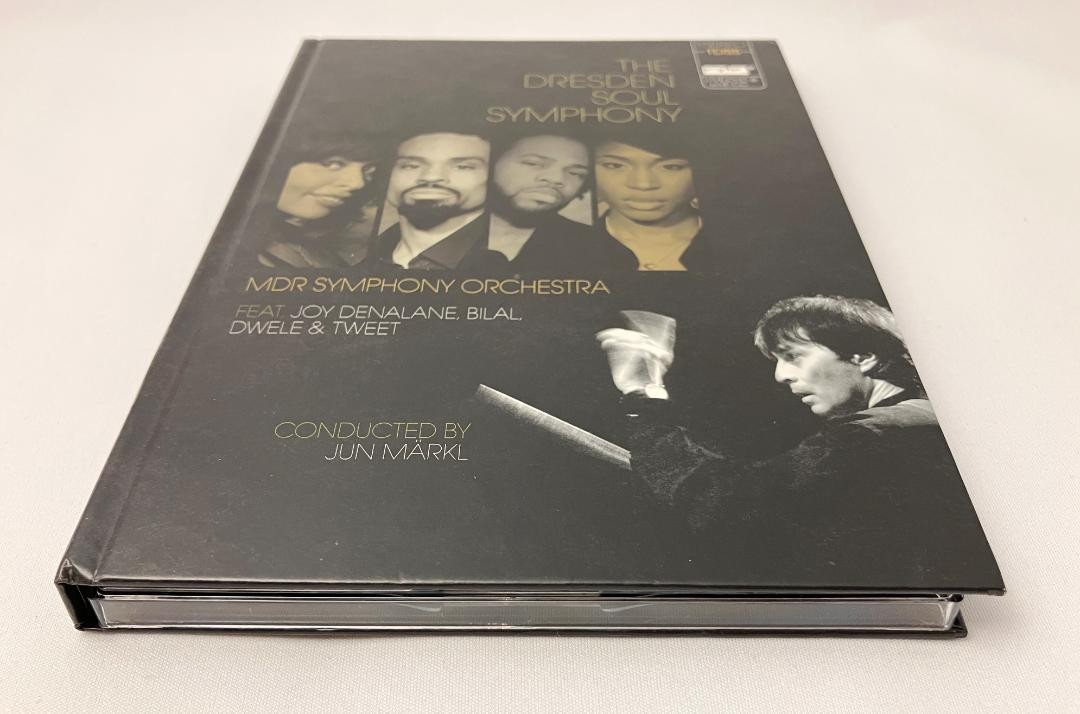 THE
DRESDEN
SOUL
SYMPHONY
MDR SYMPHONY ORCHESTRA
FEAT. JOY DENALANE, BILAL,
DWELE & TWEET
CONDUCTED BY
JUN MÄRKL